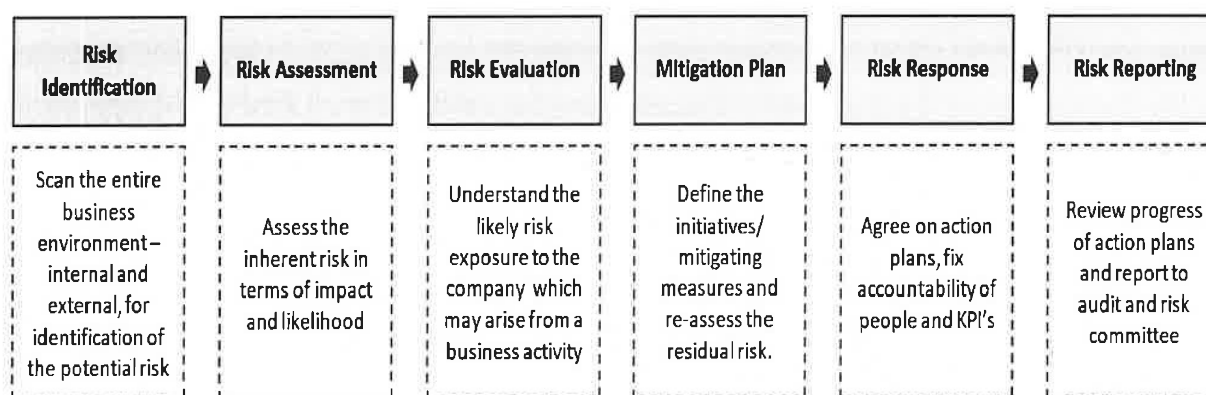 Risk
Identification
Risk Assessment
Risk Evaluation
Mitigation Plan
Risk Response
Risk Reporting
Scan the entire
business
environment–
internal and
external, for
identification of
the potential risk
Assess the
inherent risk in
terms of impact
and likelihood
Understand the
likely risk
exposure to the
company which
may arise from a
business activity
Define the
initiatives/
mitigating
measures and
re-assess the
residual risk.
Agree on action
plans, fix
accountability of
people and KPI's
Review progress
of action plans
and report to
audit and risk
committee